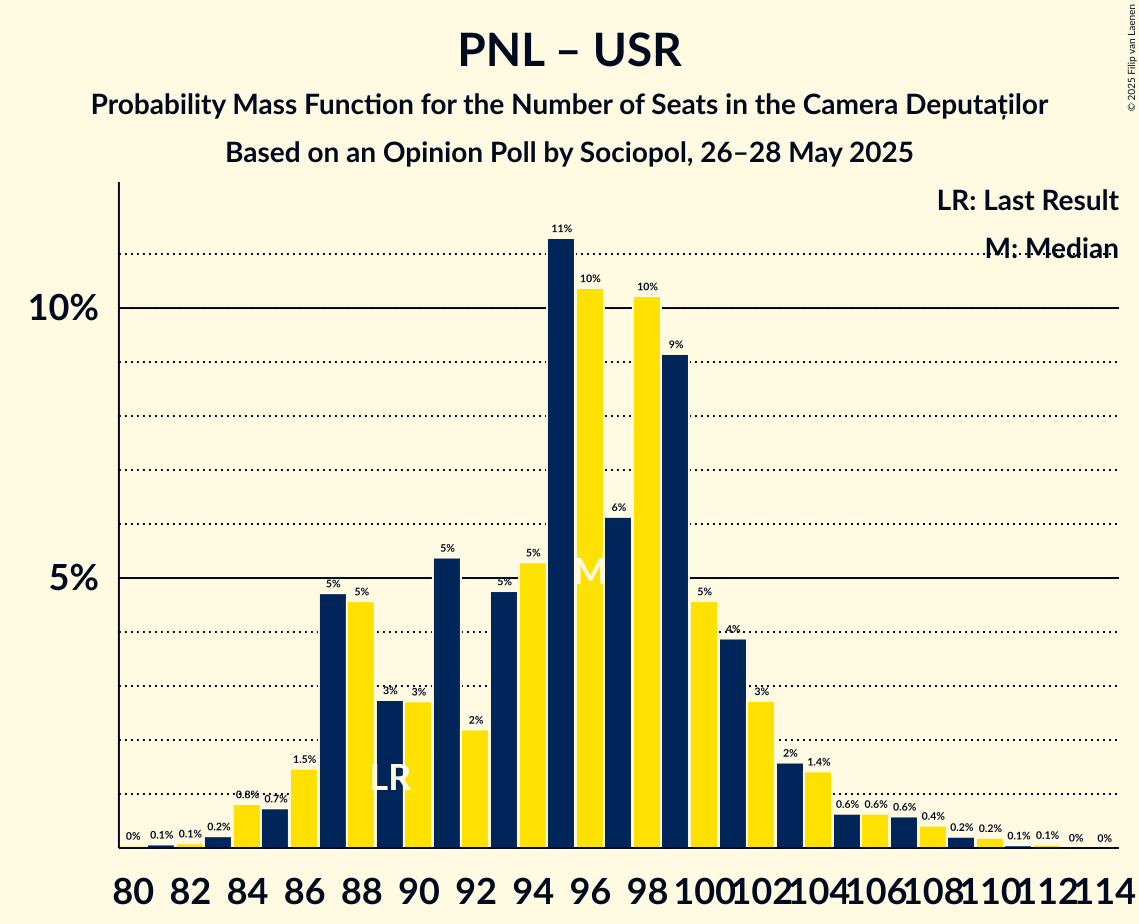 PNL – USR
Probability Mass Function for the Number of Seats in the Camera Deputaților
Based on an Opinion Poll by Sociopol, 26–28 May 2025
© 2025 Filip van Laenen
LR: Last Result
M: Median
10%
5%
0% 0.1% 0.1% 0.2% 0.8% 0.7% 1.5% 5% 5% 3% 3% 5% 2% 5% 5% 11% 10% 6% 10% 9% 5% 4% 3% 2% 1.4% 0.6% 0.6% 0.6% 0.4% 0.2% 0.2% 0.1% 0.1% 0% 0%
M
LR
80 82 84 86 88 90 92 94 96 98 100 102 104 106 108 110 112 114